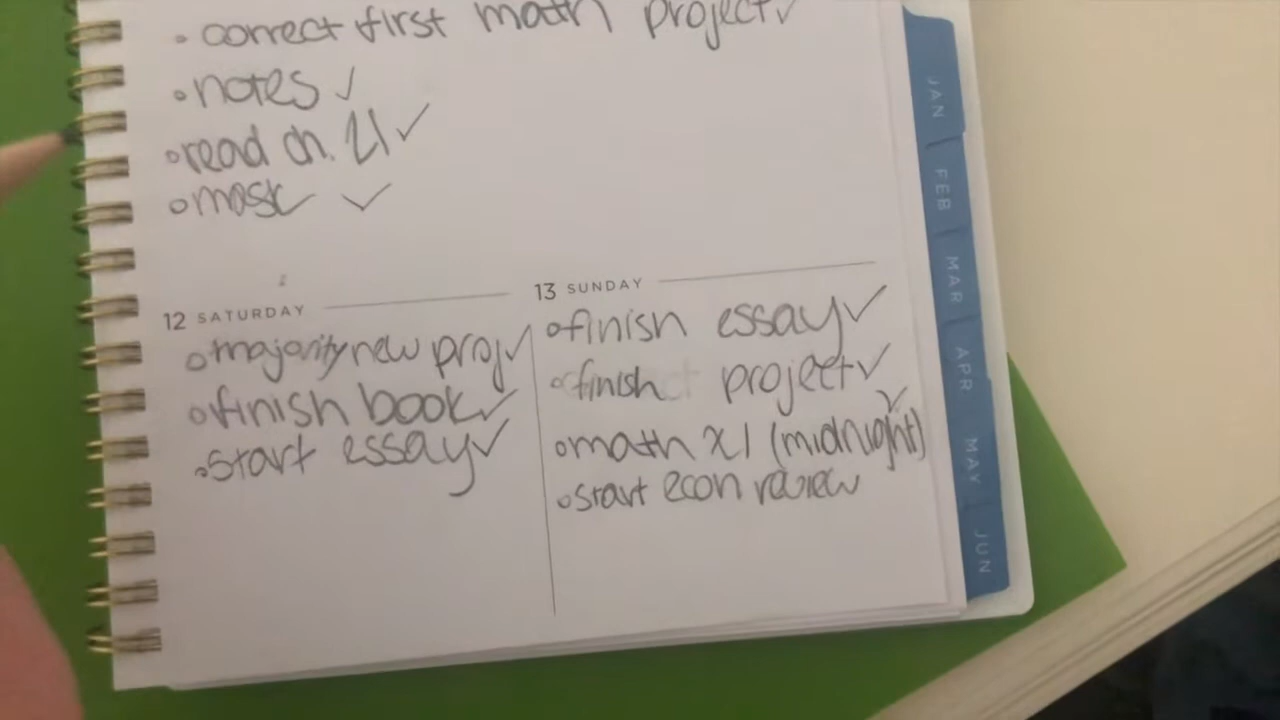 • correct first math project ✓
• notes ✓
• read ch. 21 ✓
• mask ✓
12 SATURDAY
• majority new proj ✓
• finish book ✓
• start essay ✓
13 SUNDAY
• finish essay ✓
• finish project ✓
• math x1 (midnight) ✓
• start econ review
JAN
FEB
MAR
APR
MAY
JUN